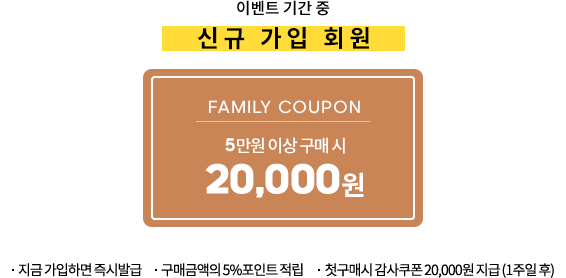 이벤트 기간 중
신규 가입 회원
FAMILY COUPON
5만원 이상 구매 시
20,000원
· 지금 가입하면 즉시발급 · 구매금액의 5%포인트 적립 · 첫구매시 감사쿠폰 20,000원 지급 (1주일 후)